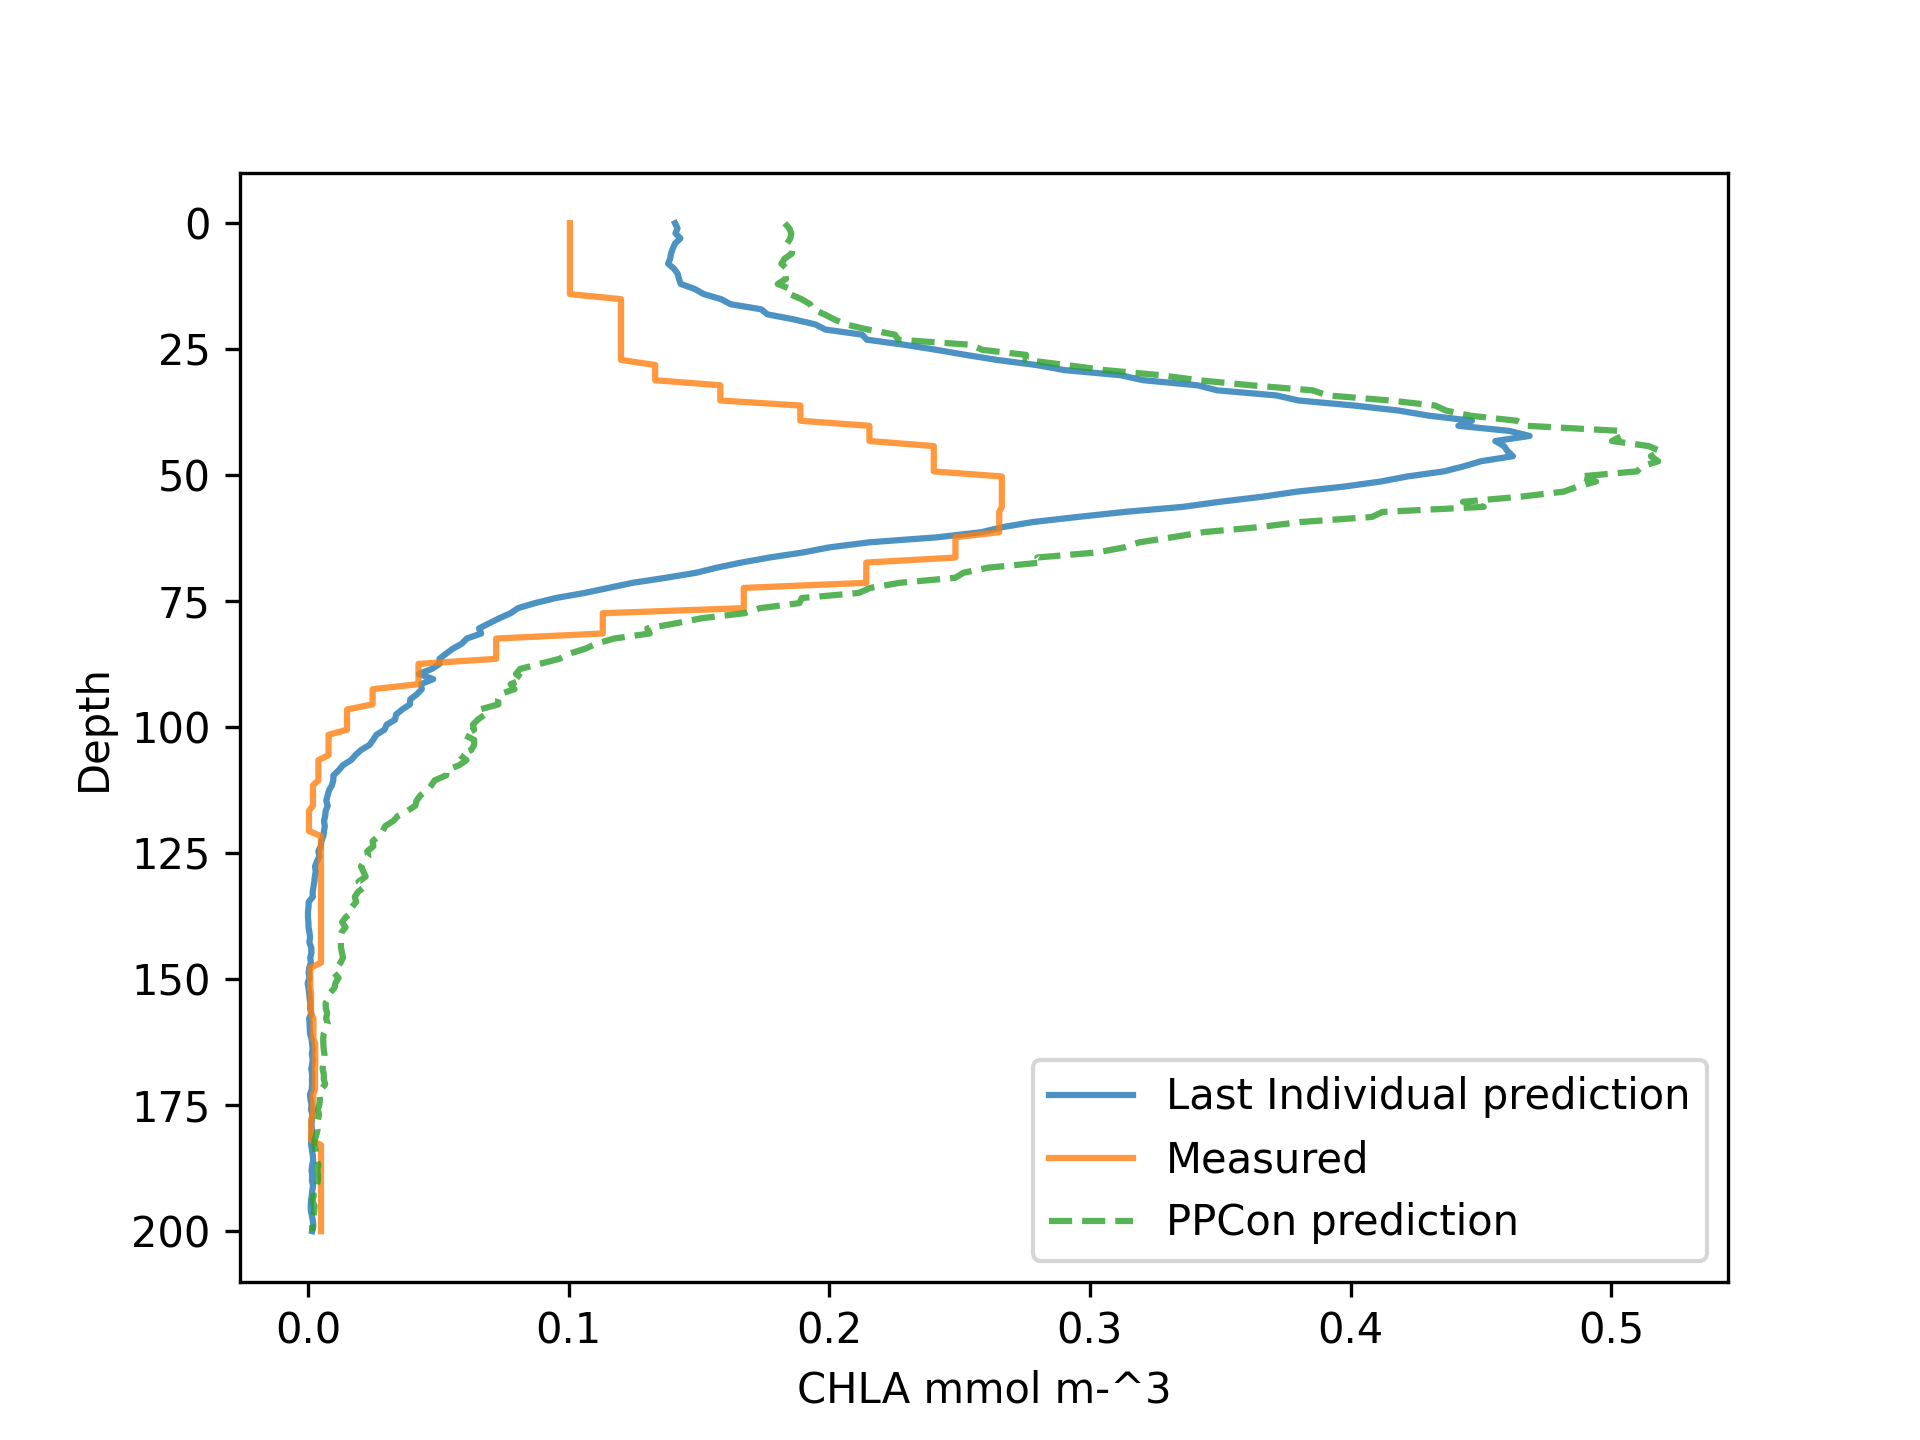 0
25
50
75
100
125
150
175
200
Depth
0.0 0.1 0.2 0.3 0.4 0.5
CHLA mmol m-^3
Last Individual prediction
Measured
PPCon prediction